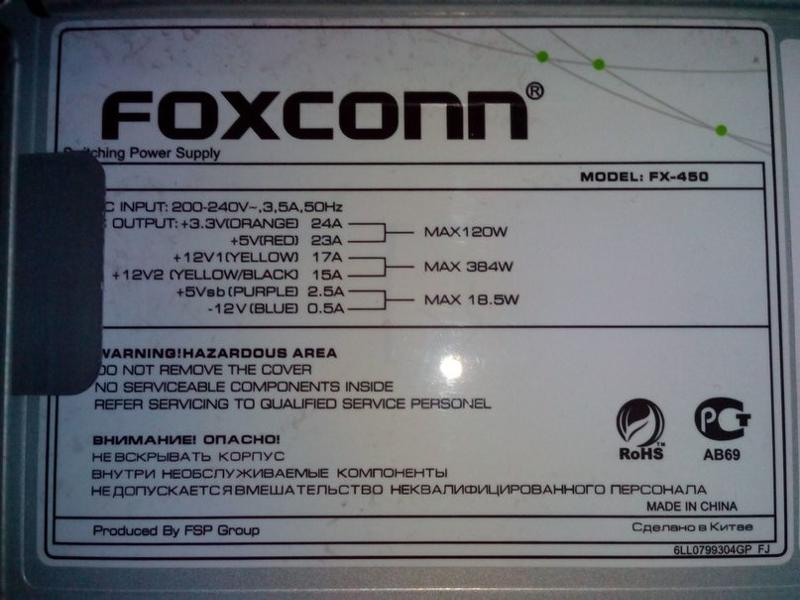 FOXCONN®
Switching Power Supply
MODEL: FX-450
C INPUT: 200-240V~,3,5A,50Hz
OUTPUT: +3.3V(ORANGE) 24A
+5V(RED) 23A
MAX120W
+12V1(YELLOW) 17A
+12V2 (YELLOW/BLACK) 15A
MAX 384W
+5Vsb(PURPLE) 2.5A
-12V(BLUE) 0.5A
MAX 18.5W
WARNING!HAZARDOUS AREA
DO NOT REMOVE THE COVER
NO SERVICEABLE COMPONENTS INSIDE
REFER SERVICING TO QUALIFIED SERVICE PERSONEL
ВНИМАНИЕ! ОПАСНО!
НЕ ВСКРЫВАТЬ КОРПУС
ВНУТРИ НЕОБСЛУЖИВАЕМЫЕ КОМПОНЕНТЫ
НЕ ДОПУСКАЕТСЯ ВМЕШАТЕЛЬСТВО НЕКВАЛИФИЦИРОВАННОГО ПЕРСОНАЛА
RoHS™
РСТ
АВ69
MADE IN CHINA
Produced By FSP Group
Сделано в Китае
6LL0799304GP FJ